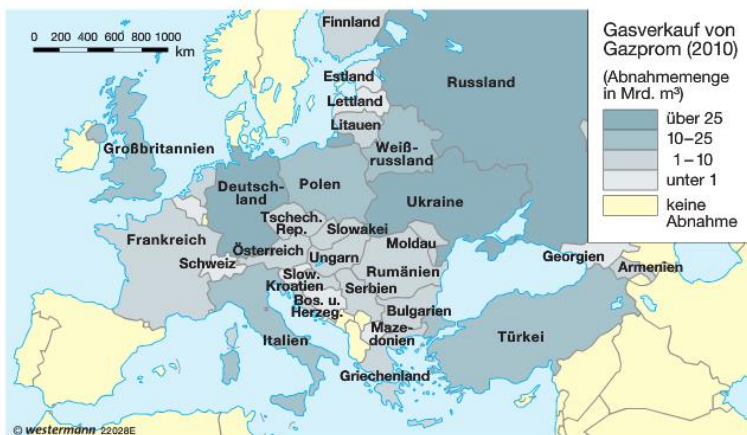 0 200 400 600 800 1000
km
Finnland
Estland
Lettland
Litauen
Russland
Großbritannien
Weiß-
russland
Deutsch-
land
Polen
Ukraine
Tschech.
Rep.
Slowakei
Frankreich
Österreich
Moldau
Schweiz
Ungarn
Slow.
Kroatien
Rumänien
Serbien
Bos. u.
Herzeg.
Bulgarien
Italien
Maze-
donien
Griechenland
Türkei
Georgien
Armenien
Gasverkauf von
Gazprom (2010)
(Abnahmemenge
in Mrd. m³)
über 25
10–25
1–10
unter 1
keine
Abnahme
© westermann 22028E